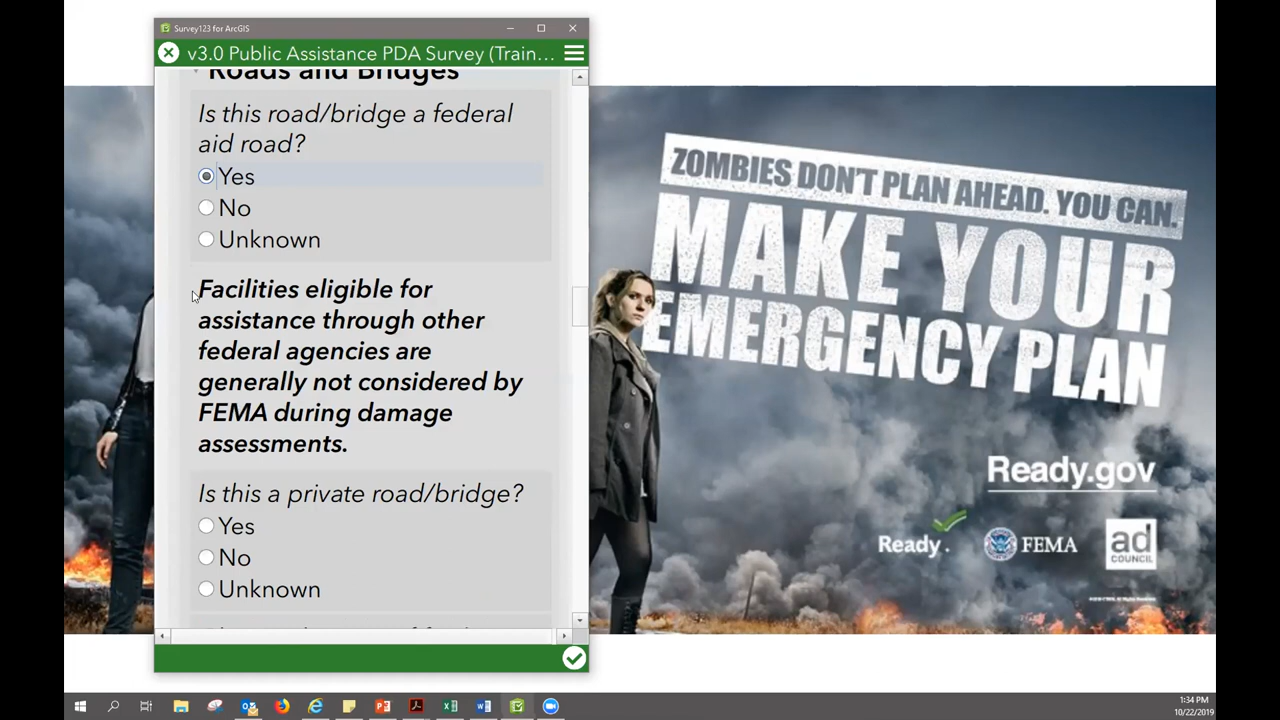 Survey123 for ArcGIS
v3.0 Public Assistance PDA Survey (Train...
Roads and Bridges
Is this road/bridge a federal
aid road?
Yes
No
Unknown
Facilities eligible for
assistance through other
federal agencies are
generally not considered by
FEMA during damage
assessments.
Is this a private road/bridge?
Yes
No
Unknown
ZOMBIES DON'T PLAN AHEAD. YOU CAN.
MAKE YOUR
EMERGENCY PLAN
Ready.gov
Ready.
FEMA
ad
COUNCIL
1:34 PM
10/22/2019